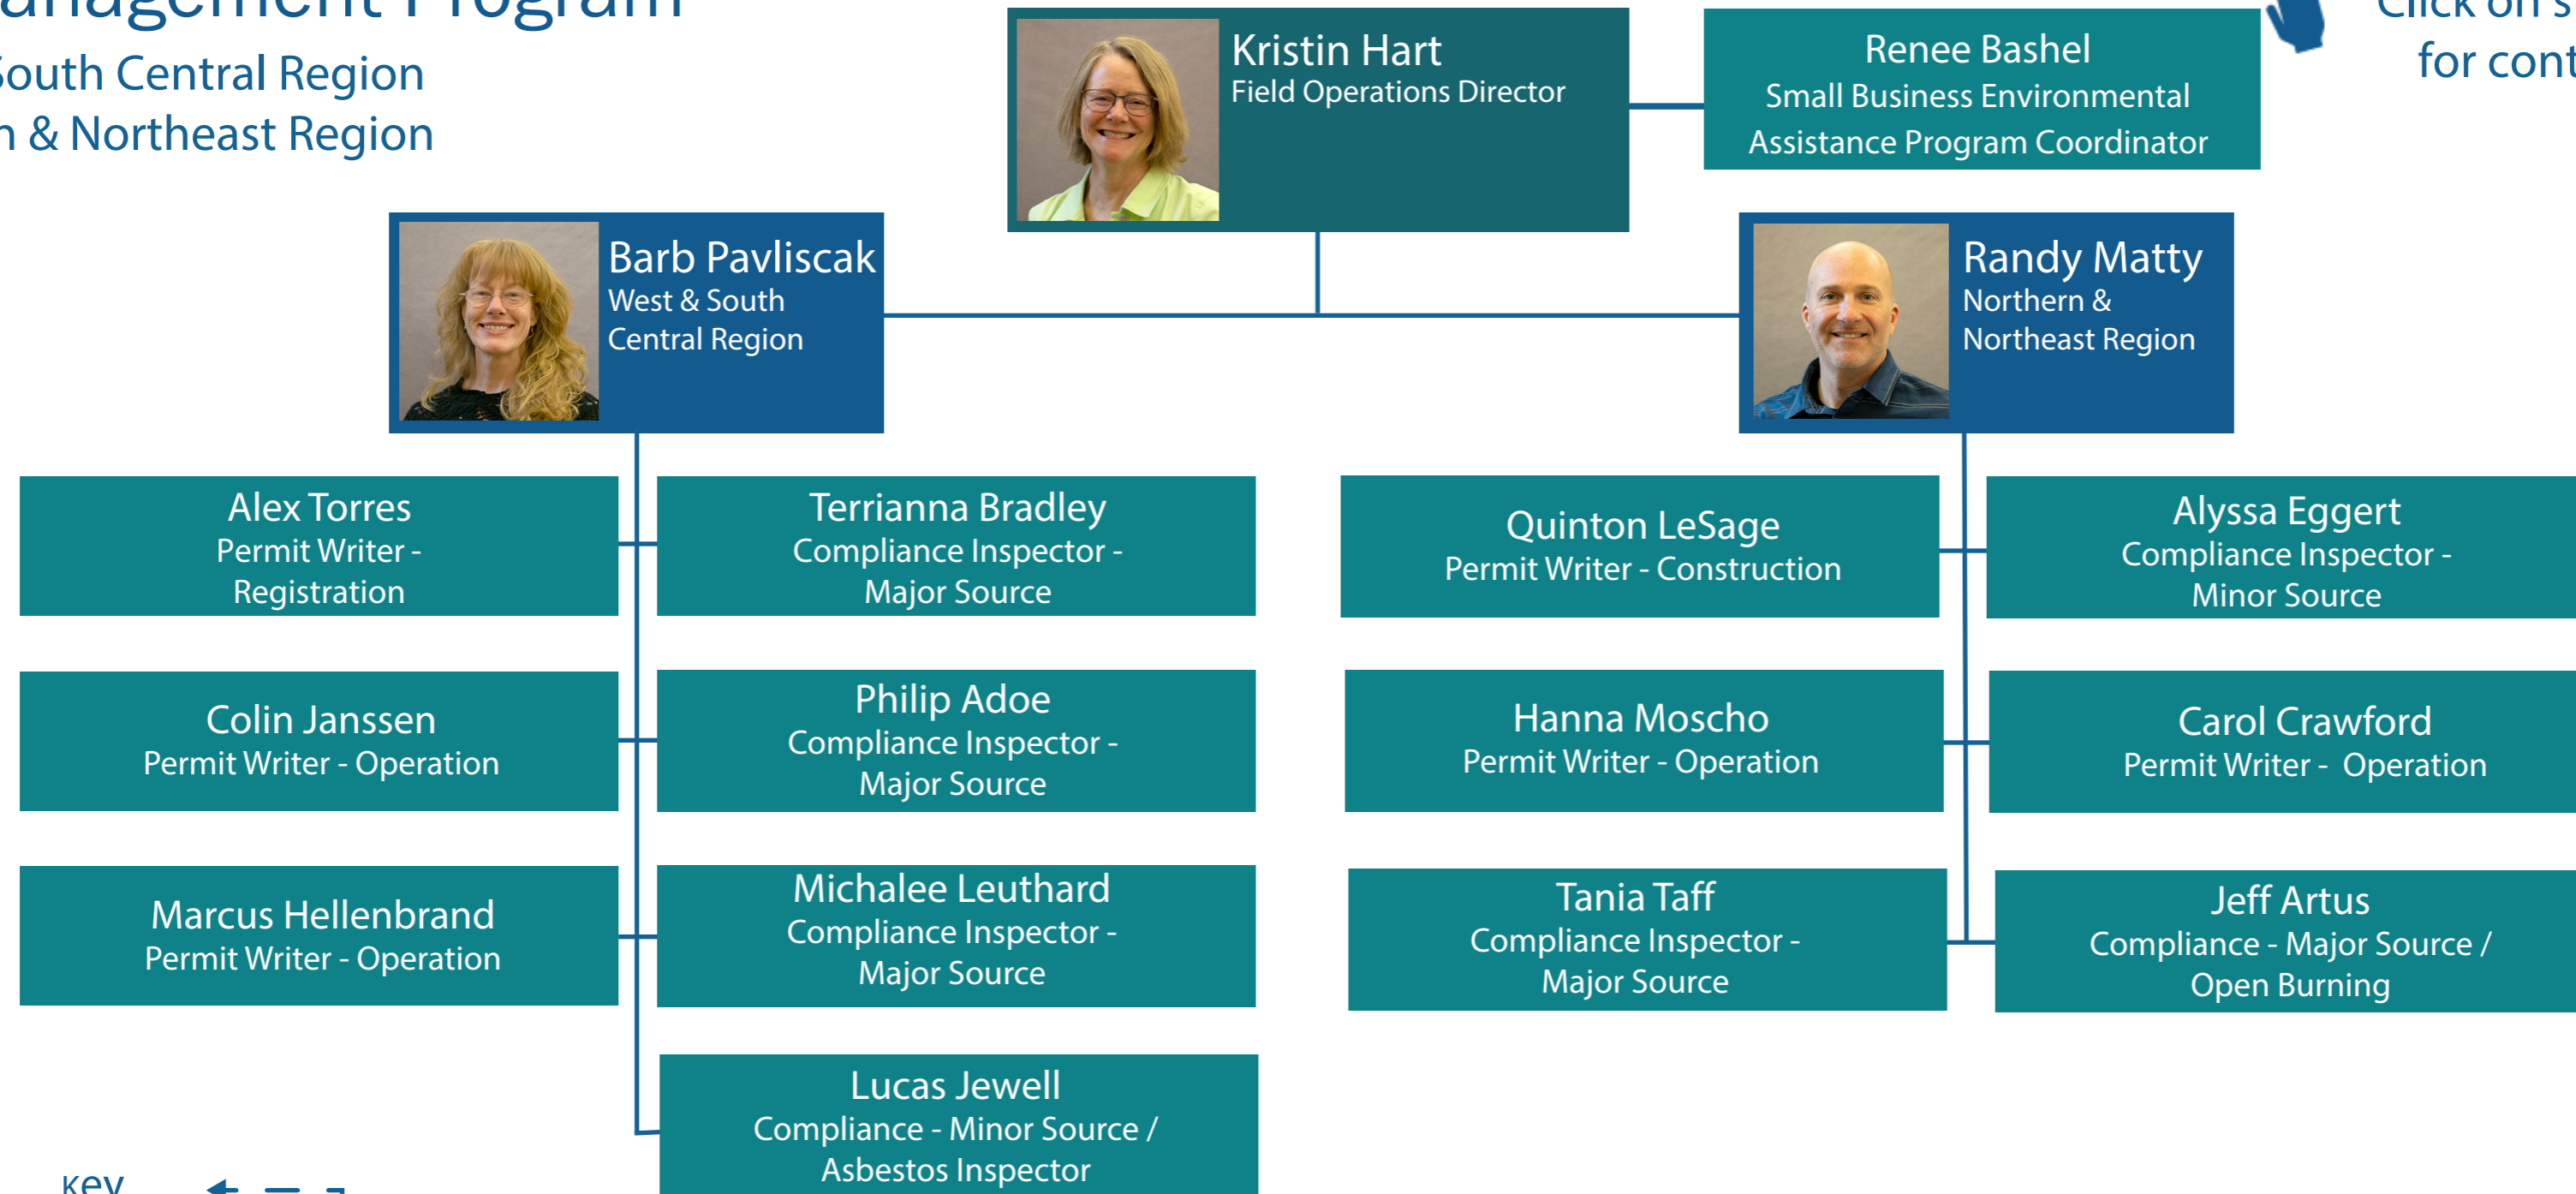 South Central Region
& Northeast Region
Click on
for
Kristin Hart
Field Operations Director
Renee Bashel
Small Business Environmental
Assistance Program Coordinator
Barb Pavliscak
West & South
Central Region
Randy Matty
Northern &
Northeast Region
Alex Torres
Permit Writer -
Registration
Terrianna Bradley
Compliance Inspector -
Major Source
Quinton LeSage
Permit Writer - Construction
Alyssa Eggert
Compliance Inspector -
Minor Source
Colin Janssen
Permit Writer - Operation
Philip Adoe
Compliance Inspector -
Major Source
Hanna Moscho
Permit Writer - Operation
Carol Crawford
Permit Writer - Operation
Marcus Hellenbrand
Permit Writer - Operation
Michalee Leuthard
Compliance Inspector -
Major Source
Tania Taff
Compliance Inspector -
Major Source
Jeff Artus
Compliance - Major Source /
Open Burning
Lucas Jewell
Compliance - Minor Source /
Asbestos Inspector